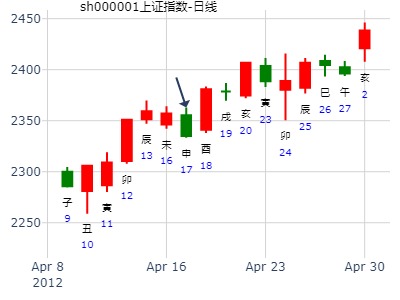 sh000001上证指数-日线
2450
2400
2350
2300
2250
子
9
丑
10
寅
11
卯
12
辰
13
未
16
申
17
酉
18
戌
19
亥
20
寅
23
卯
24
辰
25
巳
26
午
27
亥
2
Apr 8
2012
Apr 16
Apr 23
Apr 30